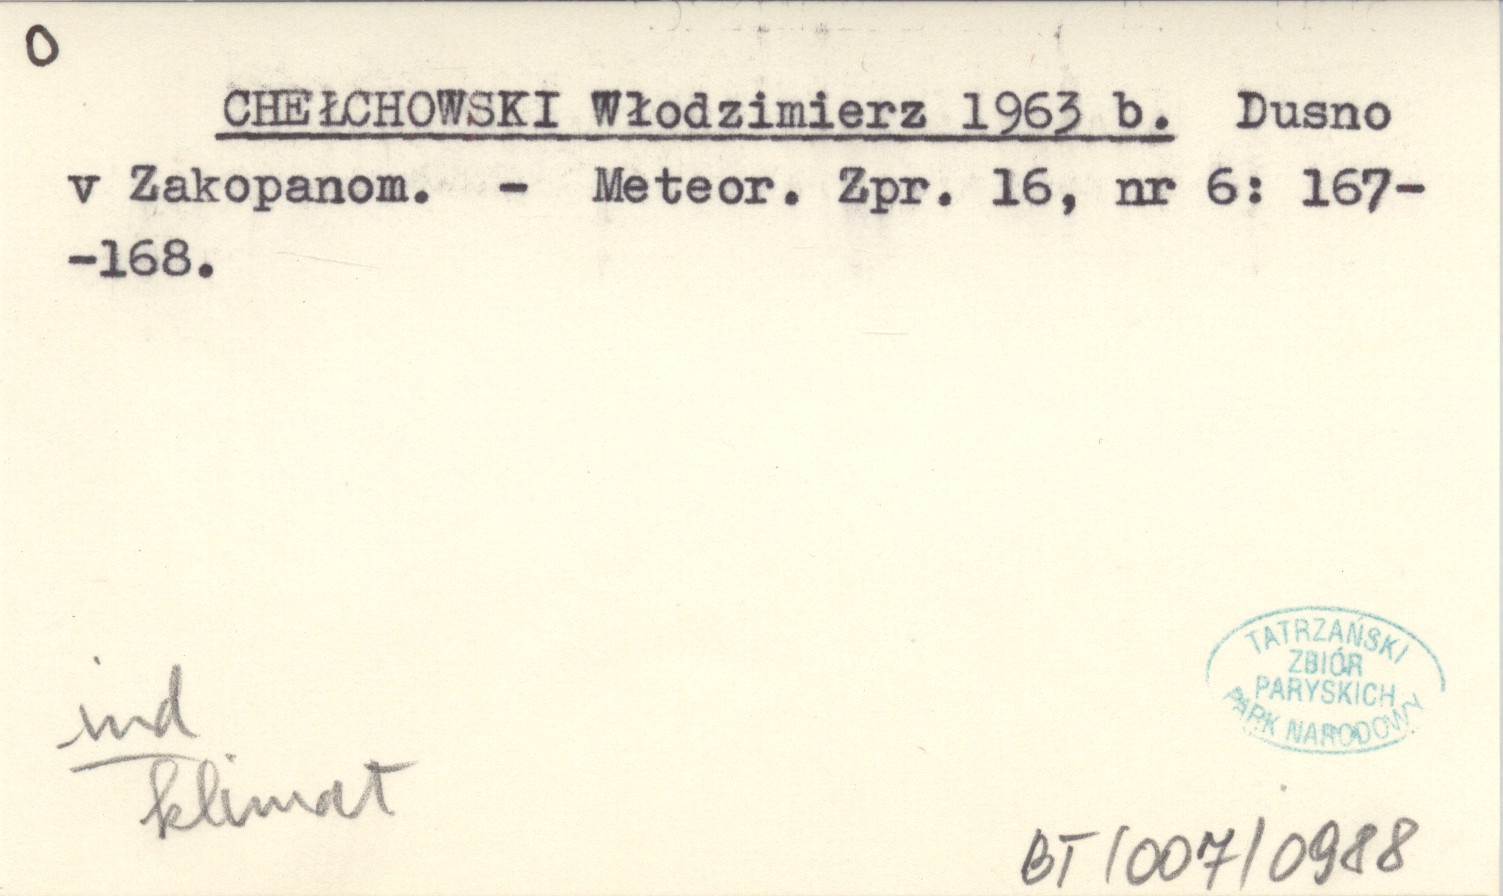 O
CHEŁCHOWSKI Włodzimierz 1963 b. Dusno
v Zakopanom. - Meteor. Zpr. 16, nr 6: 167-
-168.
TATRZAŃSKI
ZBIÓR
PARYSKICH
PARK NARODOWY
ind
klimat
BT/007/0988